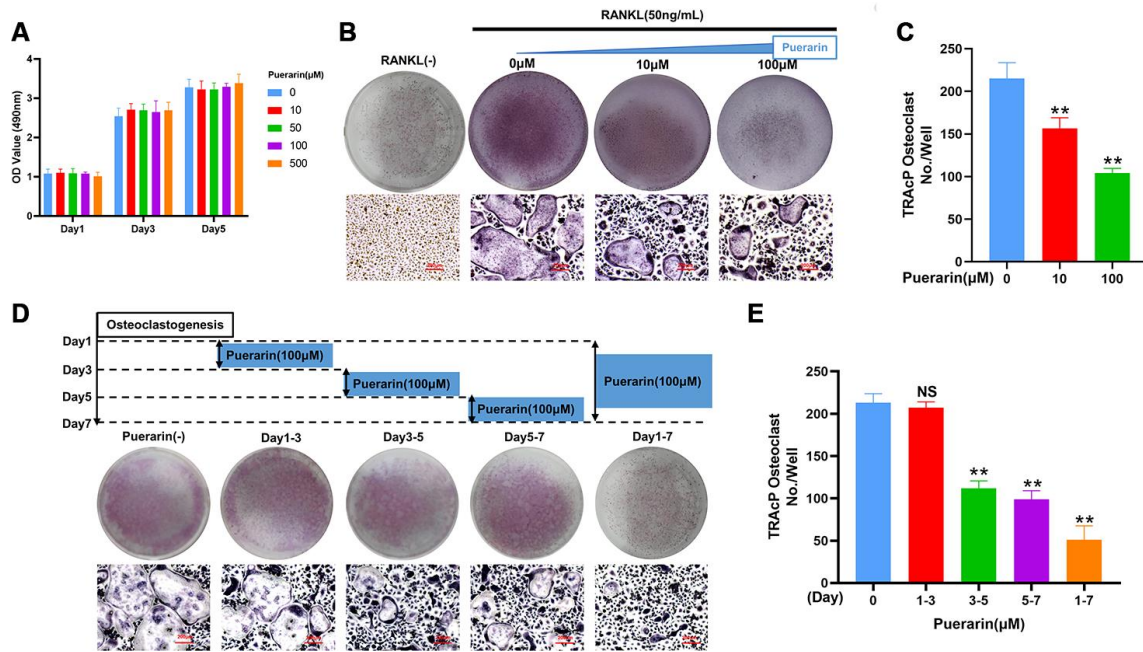 A
OD Value (490nm)
4
3
2
1
0
Day1
Day3
Day5
Puerarin(μM)
0
10
50
100
500
B
RANKL(50ng/mL)
Puerarin
RANKL(-)
0μM
10μM
100μM
C
TRAcP Osteoclast
No./Well
250
200
150
100
50
0
**
**
Puerarin(μM)
0
10
100
D
Osteoclastogenesis
Day1
Day3
Day5
Day7
Puerarin(100μM)
Puerarin(100μM)
Puerarin(100μM)
Puerarin(100μM)
Puerarin(-)
Day1-3
Day3-5
Day5-7
Day1-7
E
TRAcP Osteoclast
No./Well
250
200
150
100
50
0
NS
**
**
**
(Day)
0
1-3
3-5
5-7
1-7
Puerarin(μM)